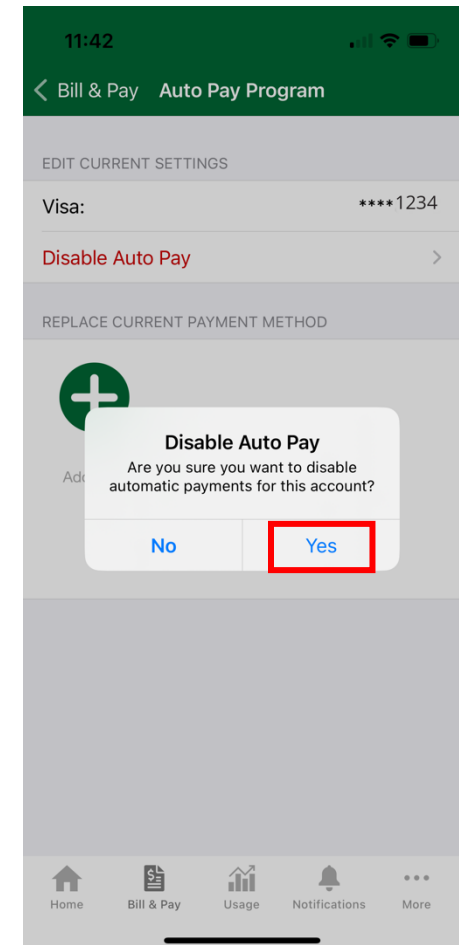 11:42
Bill & Pay Auto Pay Program
EDIT CURRENT SETTINGS
Visa: ****1234
Disable Auto Pay
REPLACE CURRENT PAYMENT METHOD
Disable Auto Pay
Are you sure you want to disable
automatic payments for this account?
No Yes
Home Bill & Pay Usage Notifications More